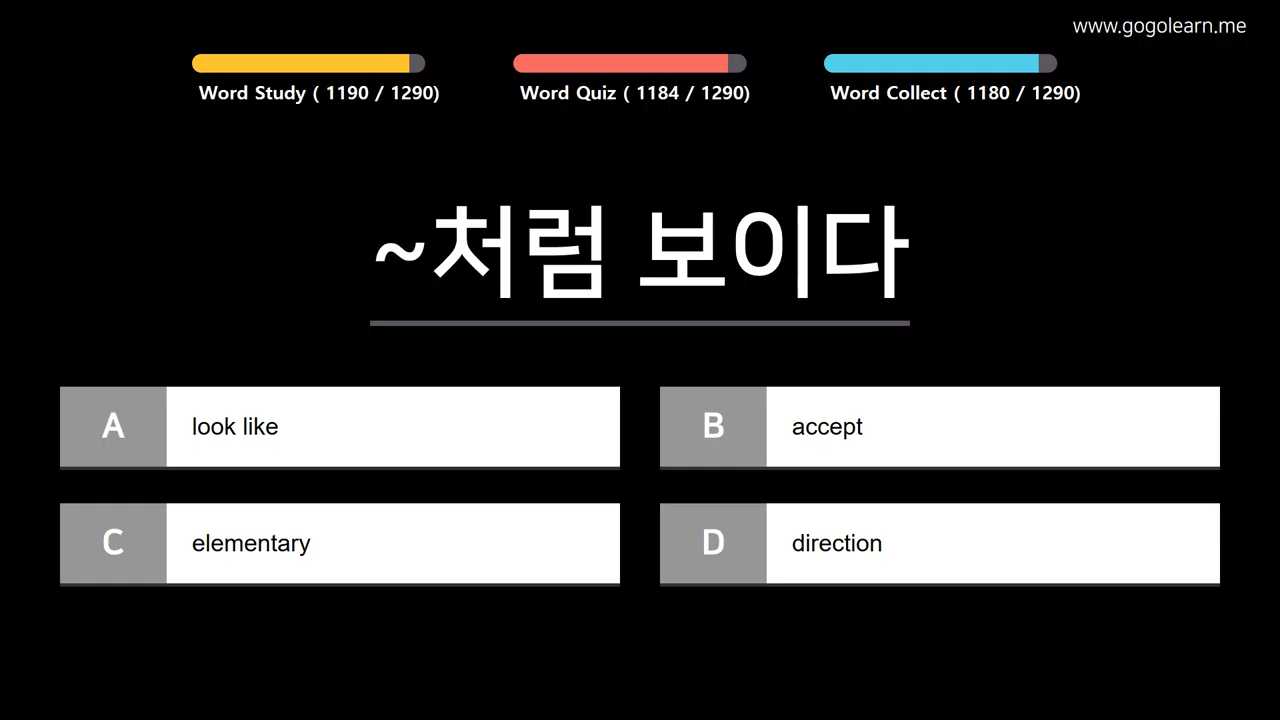 www.gogolearn.me
Word Study ( 1190 / 1290)
Word Quiz ( 1184 / 1290)
Word Collect ( 1180 / 1290)
~처럼 보이다
A look like
B accept
C elementary
D direction